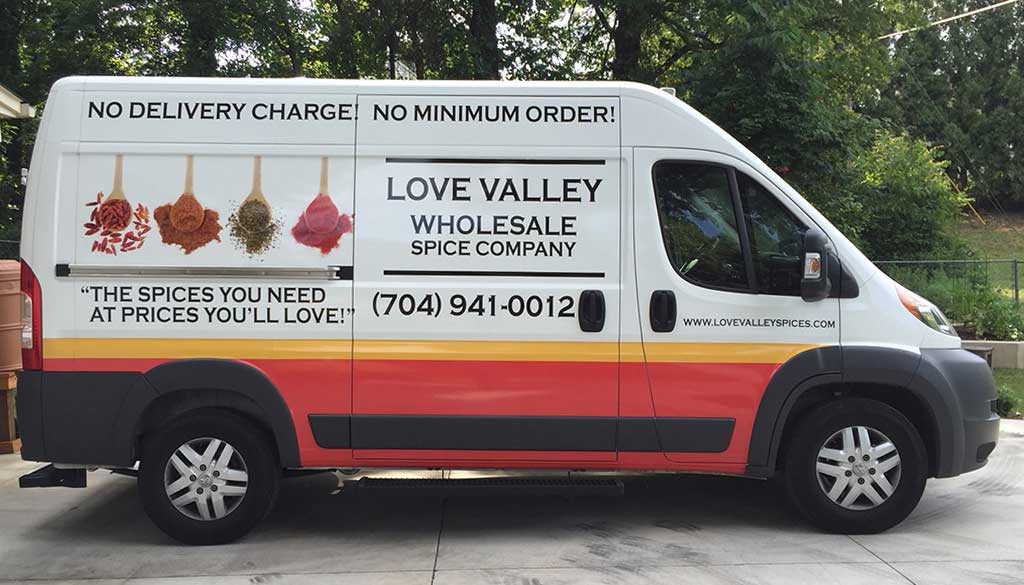 NO DELIVERY CHARGE! NO MINIMUM ORDER!
LOVE VALLEY
WHOLESALE
SPICE COMPANY
“THE SPICES YOU NEED
AT PRICES YOU’LL LOVE!”
(704) 941-0012
WWW.LOVEVALLEYSPICES.COM